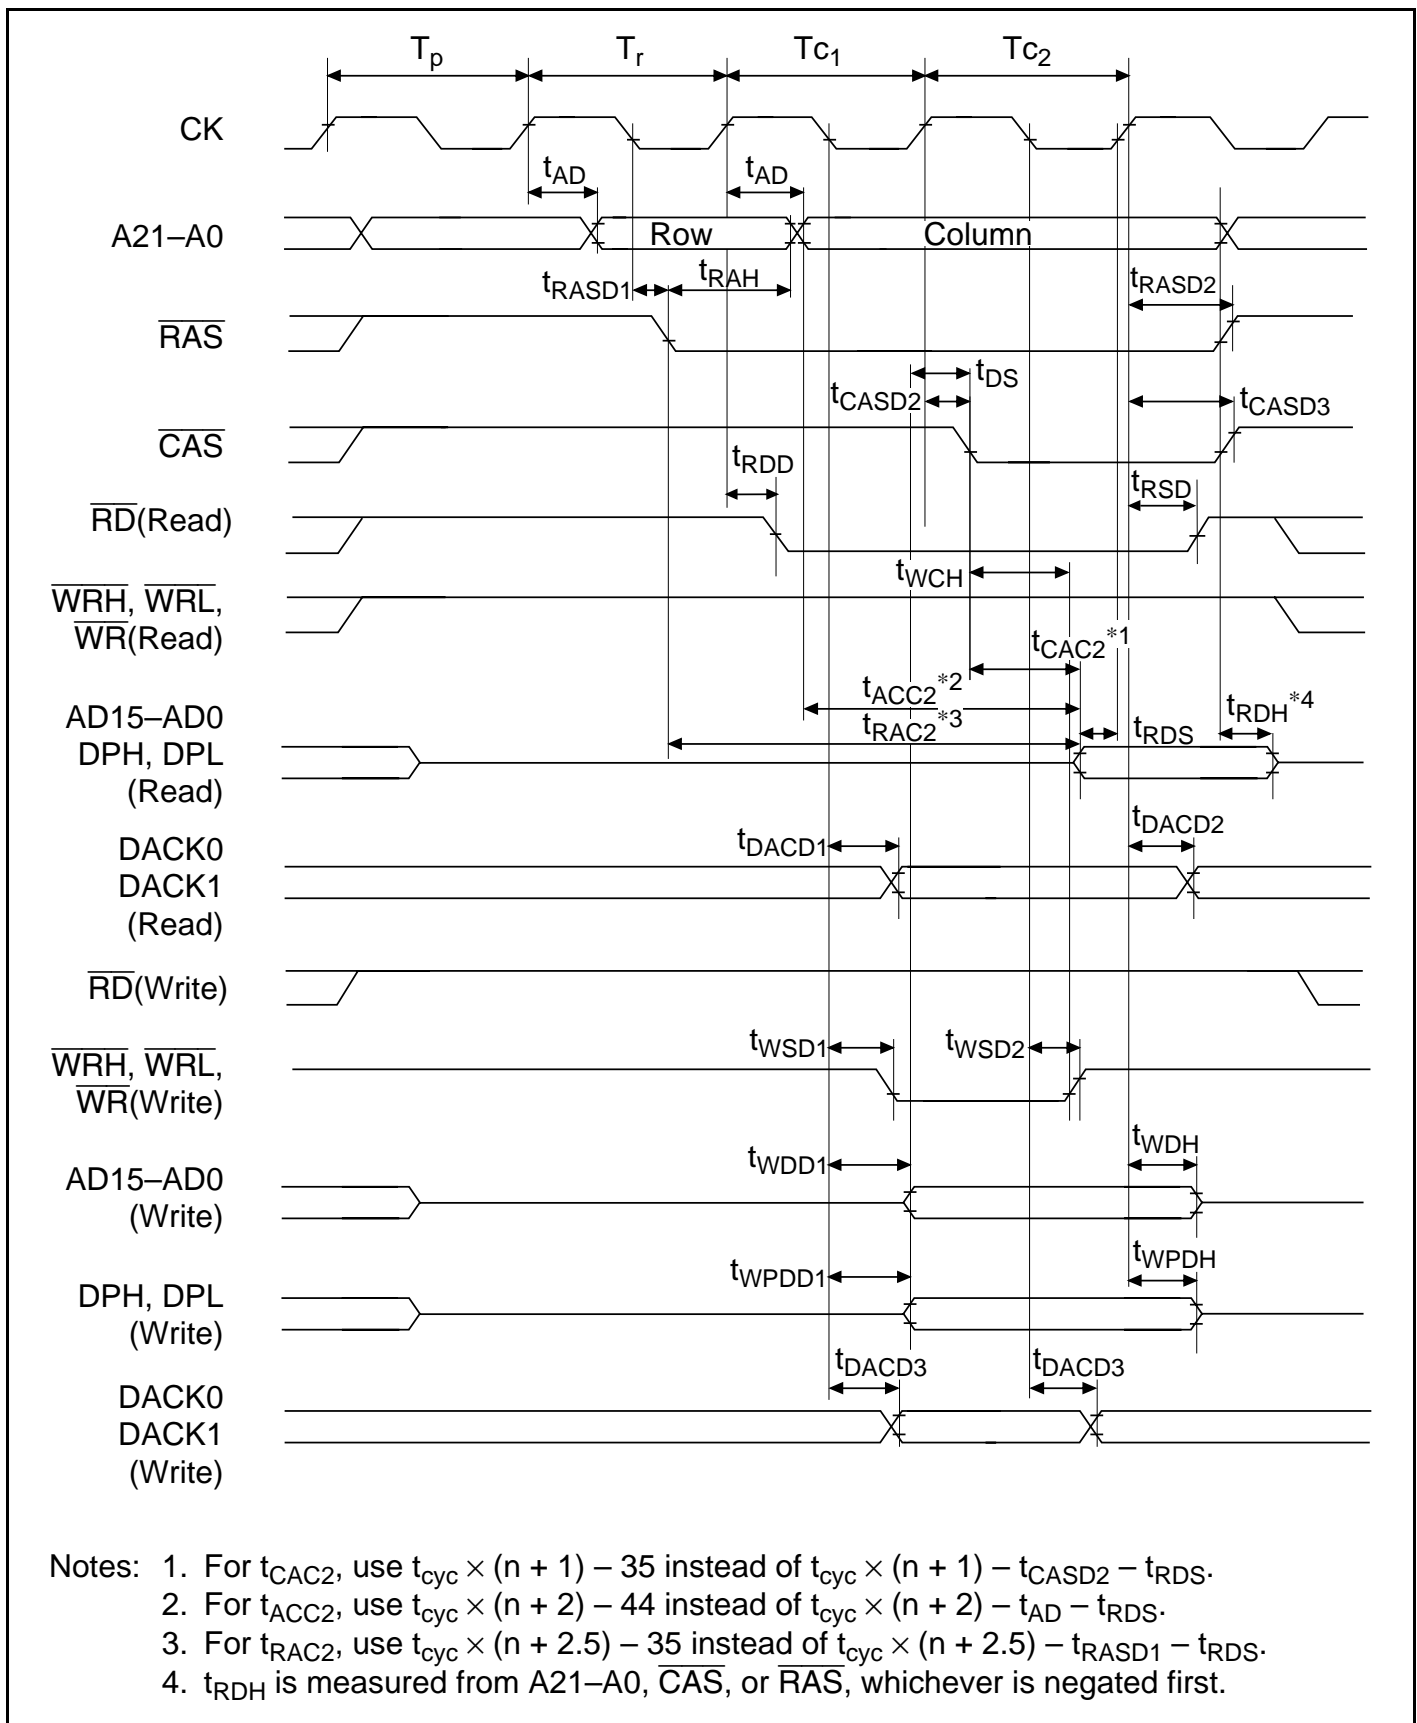 Tp Tr Tc1 Tc2
CK
tAD tAD
A21–A0 Row Column
tRASD1 tRAH tRASD2
RAS
tDS
tCASD2 tCASD3
CAS
tRDD tRSD
RD(Read)
tWCH
WRH, WRL,
WR(Read)
tCAC2*1
tACC2*2
AD15–AD0
tRAC2*3 tRDS tRDH*4
DPH, DPL
(Read)
DACK0
tDACD1 tDACD2
DACK1
(Read)
RD(Write)
tWSD1 tWSD2
WRH, WRL,
WR(Write)
tWDD1 tWDH
AD15–AD0
(Write)
tWPDD1 tWPDH
DPH, DPL
(Write)
tDACD3 tDACD3
DACK0
DACK1
(Write)
Notes: 1. For tCAC2, use tcyc × (n + 1) – 35 instead of tcyc × (n + 1) – tCASD2 – tRDS.
2. For tACC2, use tcyc × (n + 2) – 44 instead of tcyc × (n + 2) – tAD – tRDS.
3. For tRAC2, use tcyc × (n + 2.5) – 35 instead of tcyc × (n + 2.5) – tRASD1 – tRDS.
4. tRDH is measured from A21–A0, CAS, or RAS, whichever is negated first.